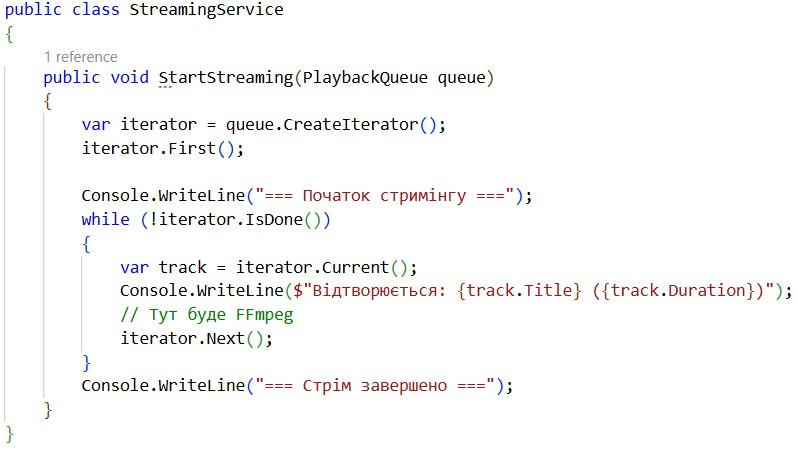 public class StreamingService
{
1 reference
public void StartStreaming(PlaybackQueue queue)
{
var iterator = queue.CreateIterator();
iterator.First();
Console.WriteLine("=== Початок стримінгу ===");
while (!iterator.IsDone())
{
var track = iterator.Current();
Console.WriteLine($"Відтворюється: {track.Title} ({track.Duration})");
// Тут буде FFmpeg
iterator.Next();
}
Console.WriteLine("=== Стрім завершено ===");
}
}